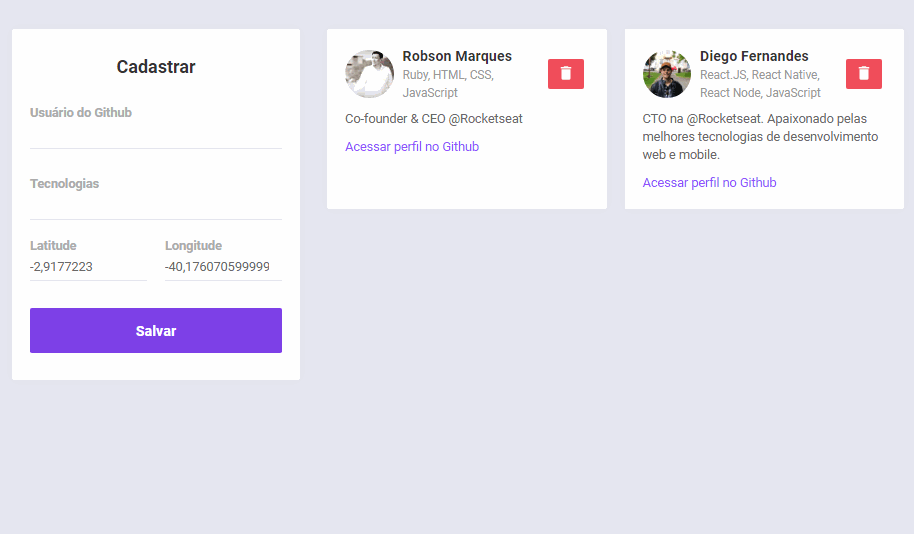 Cadastrar
Usuário do Github
Tecnologias
Latitude
Longitude
-2,9177223
-40,176070599999
Salvar
Robson Marques
Ruby, HTML, CSS,
JavaScript
Co-founder & CEO @Rocketseat
Acessar perfil no Github
Diego Fernandes
React.JS, React Native,
React Node, JavaScript
CTO na @Rocketseat. Apaixonado pelas
melhores tecnologias de desenvolvimento
web e mobile.
Acessar perfil no Github